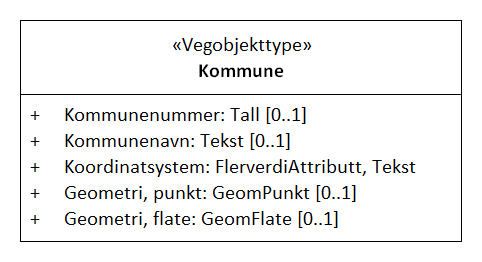 «Vegobjekttype»
Kommune
+ Kommunenummer: Tall [0..1]
+ Kommunenavn: Tekst [0..1]
+ Koordinatsystem: FlerverdiAttributt, Tekst
+ Geometri, punkt: GeomPunkt [0..1]
+ Geometri, flate: GeomFlate [0..1]